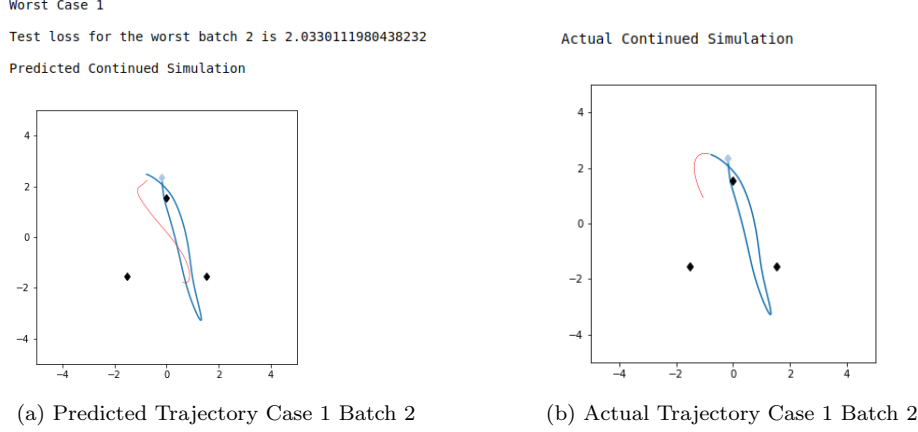 Worst Case 1
Test loss for the worst batch 2 is 2.0330111980438232
Predicted Continued Simulation
4
2
0
−2
−4
−4 −2 0 2 4
(a) Predicted Trajectory Case 1 Batch 2
Actual Continued Simulation
4
2
0
−2
−4
−4 −2 0 2 4
(b) Actual Trajectory Case 1 Batch 2